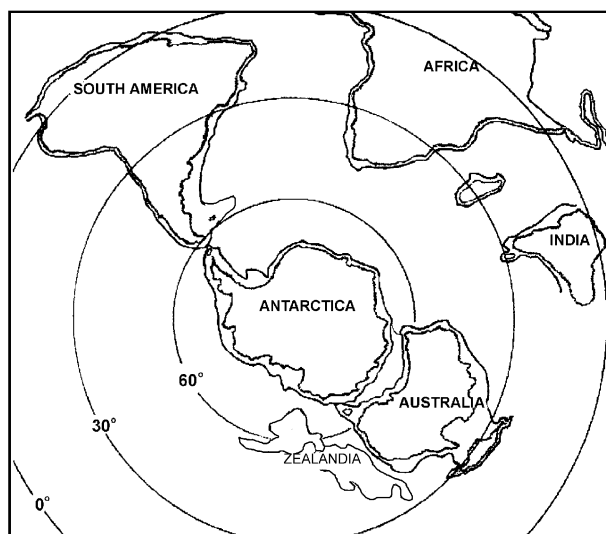 AFRICA
SOUTH AMERICA
INDIA
ANTARCTICA
60°
AUSTRALIA
30°
ZEALANDIA
0°